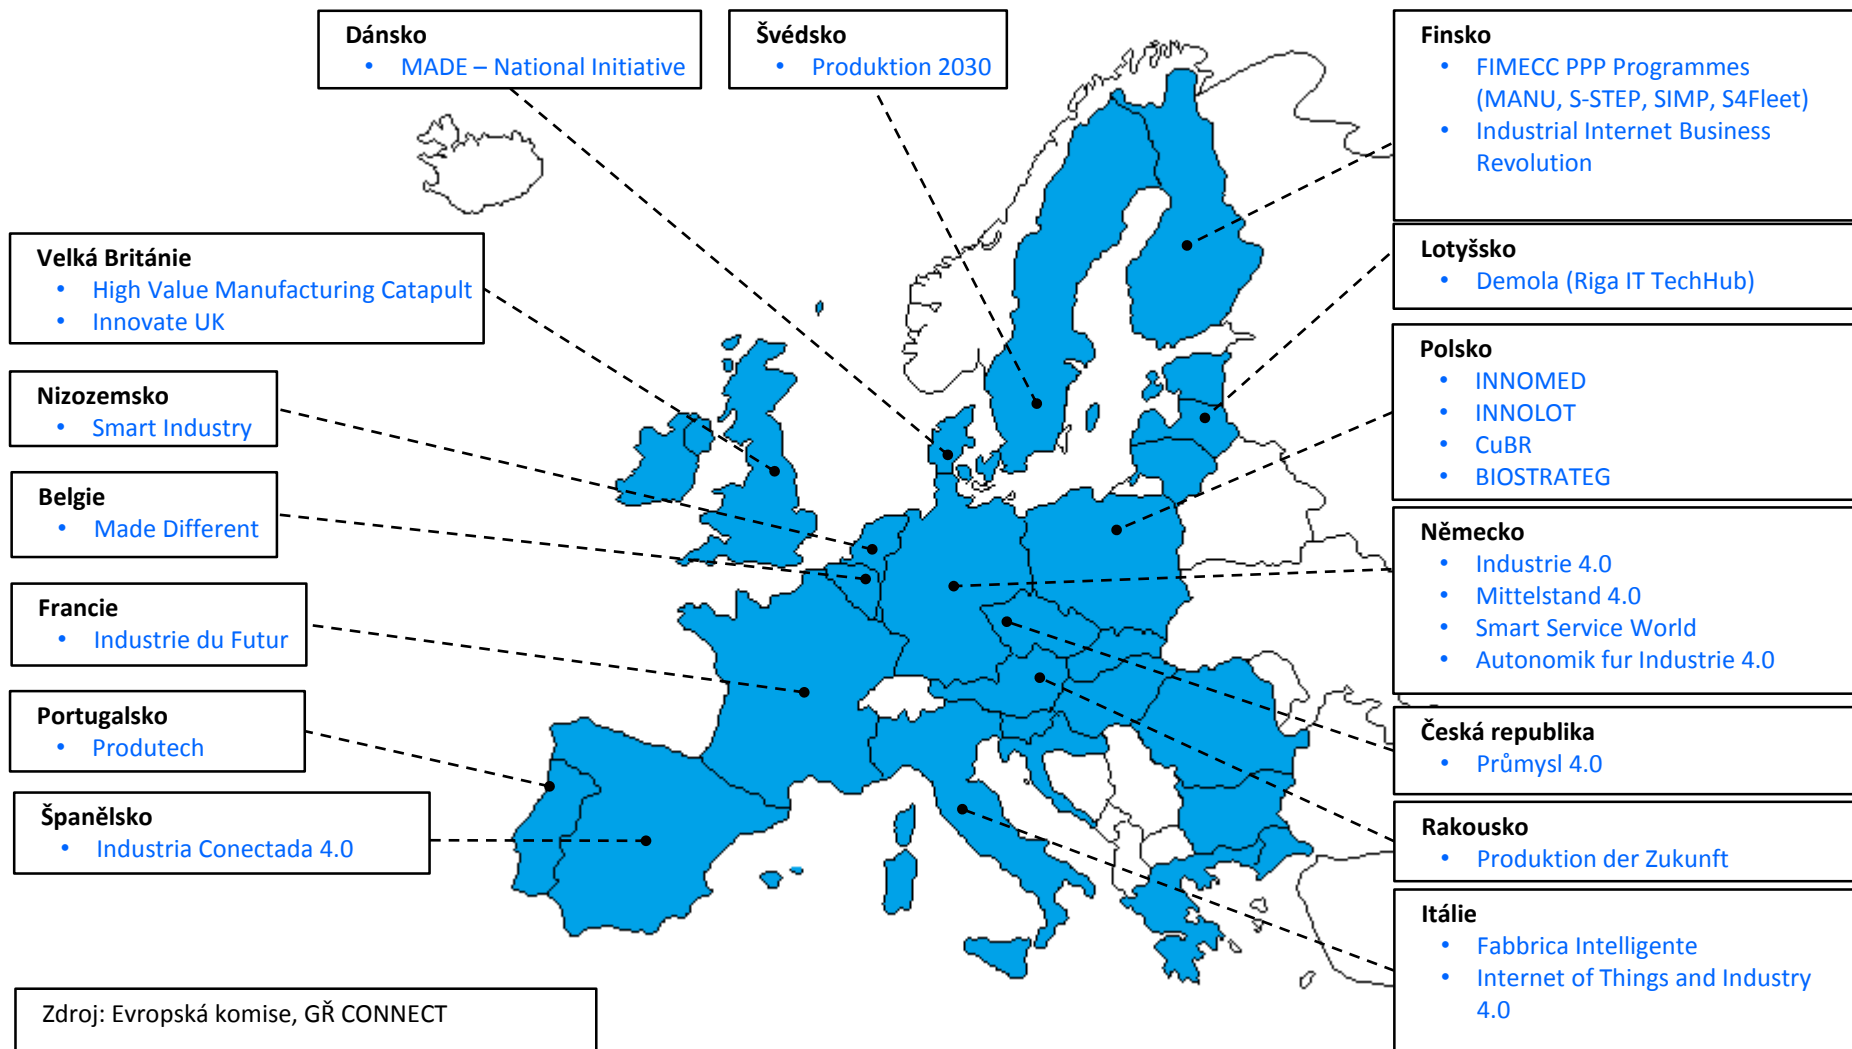 Dánsko
• MADE – National Initiative
Švédsko
• Produktion 2030
Finsko
• FIMECC PPP Programmes
(MANU, S-STEP, SIMP, S4Fleet)
• Industrial Internet Business
Revolution
Velká Británie
• High Value Manufacturing Catapult
• Innovate UK
Lotyšsko
• Demola (Riga IT TechHub)
Nizozemsko
• Smart Industry
Polsko
• INNOMED
• INNOLOT
• CuBR
• BIOSTRATEG
Belgie
• Made Different
Německo
• Industrie 4.0
• Mittelstand 4.0
• Smart Service World
• Autonomik fur Industrie 4.0
Francie
• Industrie du Futur
Portugalsko
• Produtech
Česká republika
• Průmysl 4.0
Španělsko
• Industria Conectada 4.0
Rakousko
• Produktion der Zukunft
Itálie
• Fabbrica Intelligente
• Internet of Things and Industry
4.0
Zdroj: Evropská komise, GŘ CONNECT